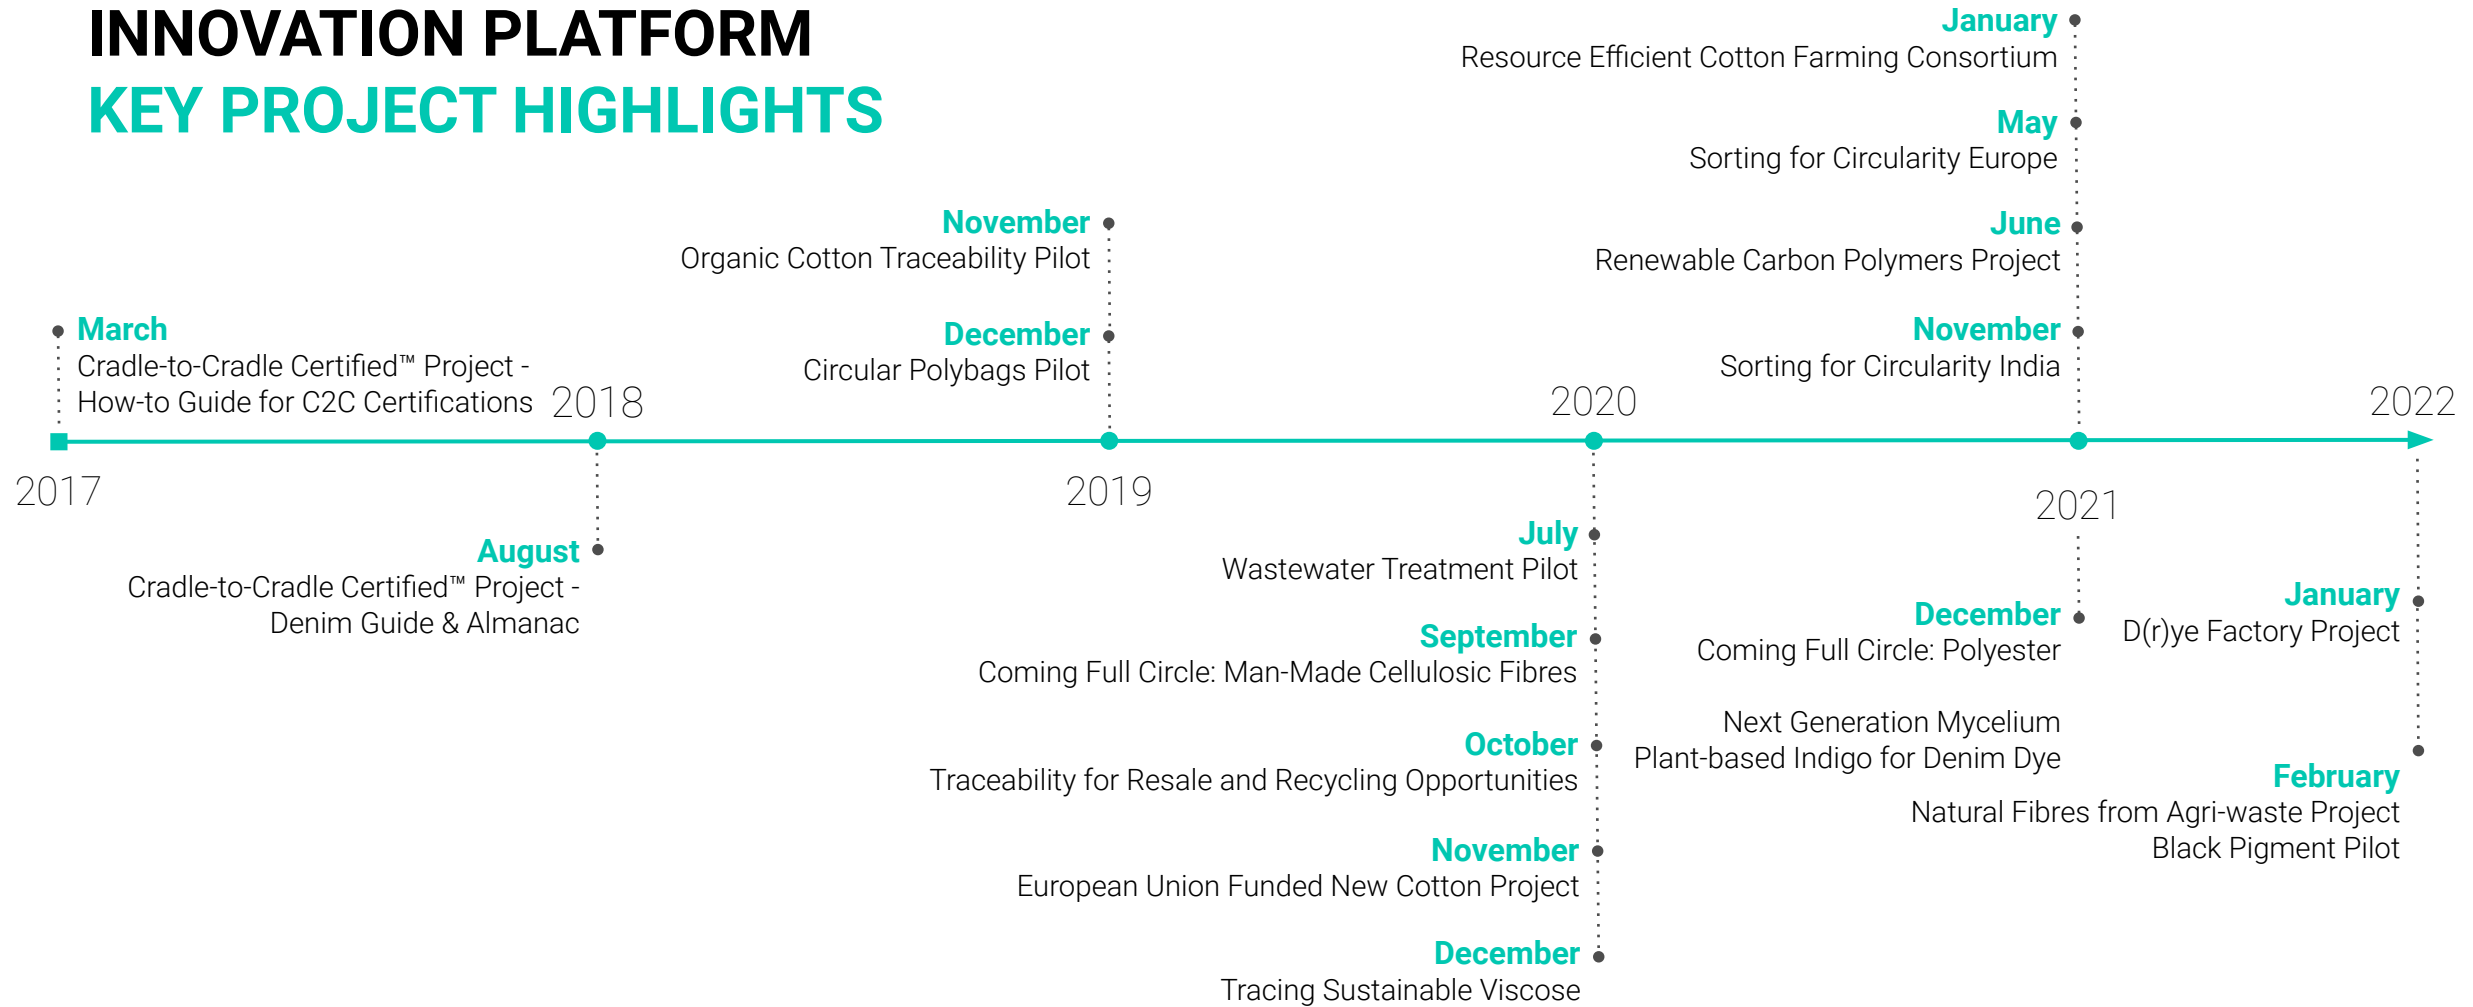 INNOVATION PLATFORM
KEY PROJECT HIGHLIGHTS
2017
March
Cradle-to-Cradle Certified™ Project -
How-to Guide for C2C Certifications
2018
August
Cradle-to-Cradle Certified™ Project -
Denim Guide & Almanac
2019
November
Organic Cotton Traceability Pilot
December
Circular Polybags Pilot
2020
July
Wastewater Treatment Pilot
September
Coming Full Circle: Man-Made Cellulosic Fibres
October
Traceability for Resale and Recycling Opportunities
November
European Union Funded New Cotton Project
December
Tracing Sustainable Viscose
2021
January
Resource Efficient Cotton Farming Consortium
May
Sorting for Circularity Europe
June
Renewable Carbon Polymers Project
November
Sorting for Circularity India
December
Coming Full Circle: Polyester
Next Generation Mycelium
Plant-based Indigo for Denim Dye
2022
January
D(r)ye Factory Project
February
Natural Fibres from Agri-waste Project
Black Pigment Pilot